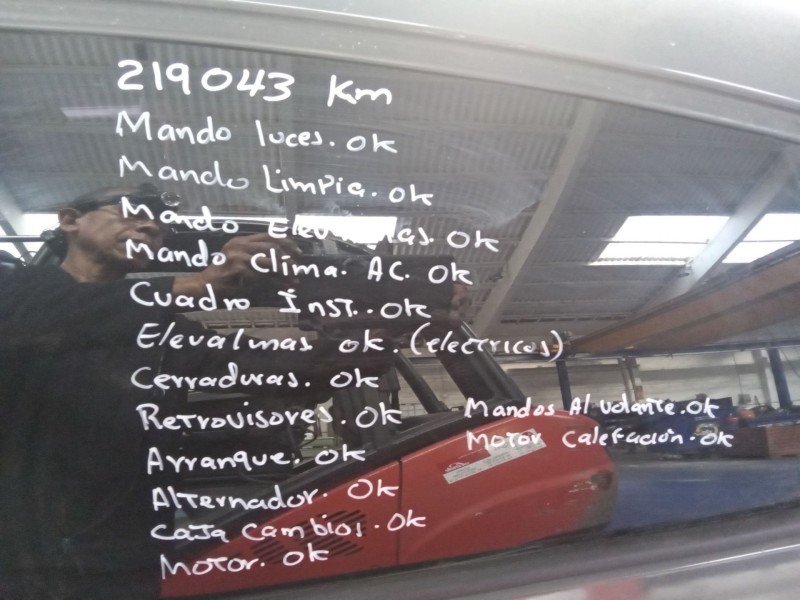 219043 Km
Mando luces. ok
Mando Limpia. ok
Mando Elevalunas. ok
Mando Clima. AC. ok
Cuadro Inst.. ok
Elevalunas ok. (electricos)
Cerraduras. ok
Retrovisores. ok
Arranque. ok
Alternador. ok
Caja cambios. ok
Motor. ok
Mandos Al volante. ok
Motor Calefación. ok